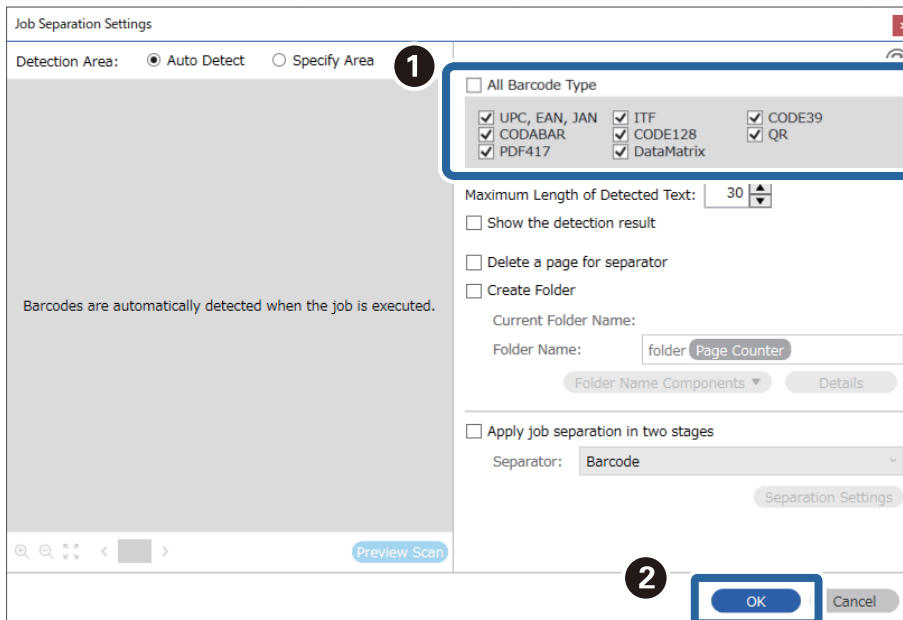 Job Separation Settings
Detection Area: Auto Detect Specify Area
1
All Barcode Type
UPC, EAN, JAN ITF CODE39
CODABAR CODE128 QR
PDF417 DataMatrix
Maximum Length of Detected Text: 30
Show the detection result
Delete a page for separator
Create Folder
Barcodes are automatically detected when the job is executed.
Current Folder Name:
Folder Name: folder Page Counter
Folder Name Components Details
Apply job separation in two stages
Separator: Barcode
Separation Settings
Preview Scan
2
OK Cancel